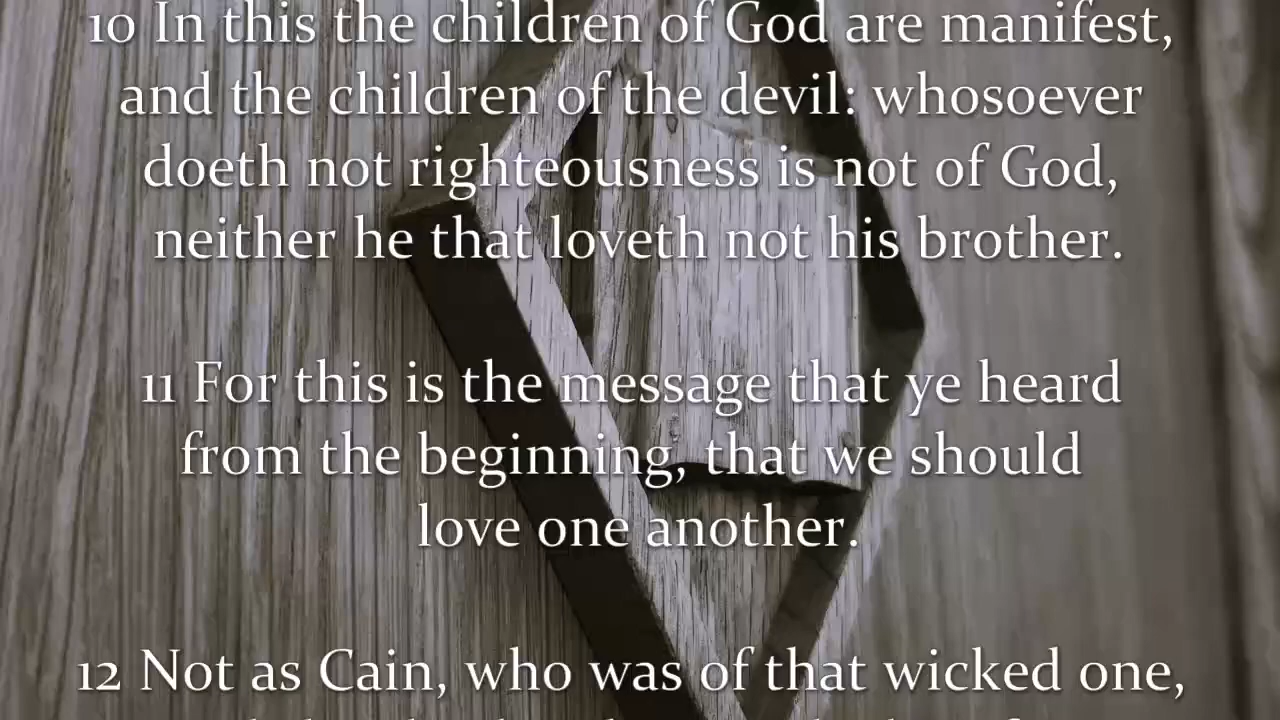 10 In this the children of God are manifest,
and the children of the devil: whosoever
doeth not righteousness is not of God,
neither he that loveth not his brother.
11 For this is the message that ye heard
from the beginning, that we should
love one another.
12 Not as Cain, who was of that wicked one,